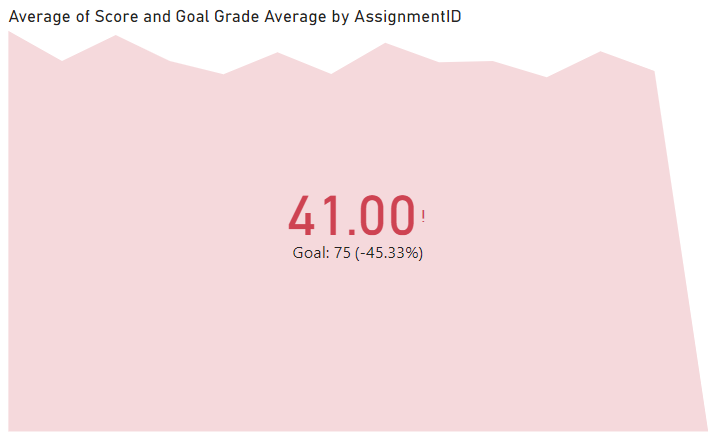 Average of Score and Goal Grade Average by AssignmentID
41.00!
Goal: 75 (-45.33%)